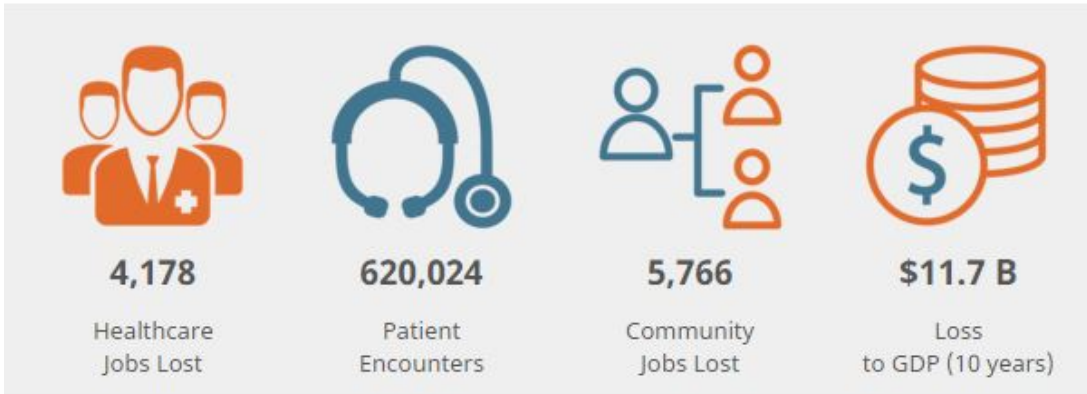 4,178
Healthcare
Jobs Lost
620,024
Patient
Encounters
5,766
Community
Jobs Lost
$
$11.7 B
Loss
to GDP (10 years)